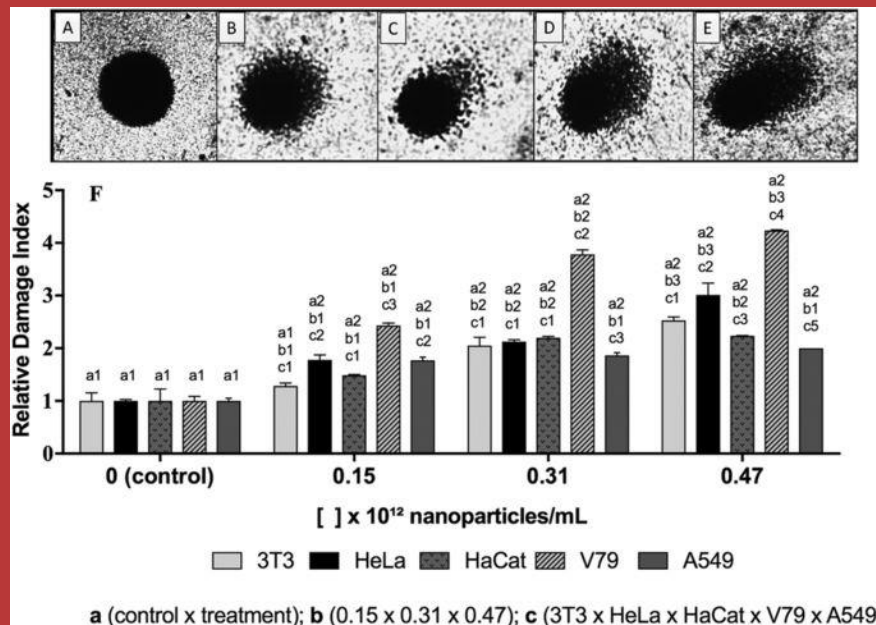 A B C D E
F
Relative Damage Index
5
4
3
2
1
0
a1 a1 a1 a1 a1
a1
b1
c1
a2
b1
c2
a2
b1
c1
a2
b1
c3
a2
b1
c2
a2
b2
c1
a2
b2
c1
a2
b2
c1
a2
b2
c2
a2
b1
c3
a2
b3
c1
a2
b3
c2
a2
b2
c3
a2
b3
c4
a2
b1
c5
0 (control) 0.15 0.31 0.47
[ ] x 10¹² nanoparticles/mL
3T3 HeLa HaCat V79 A549
a (control x treatment); b (0.15 x 0.31 x 0.47); c (3T3 x HeLa x HaCat x V79 x A549